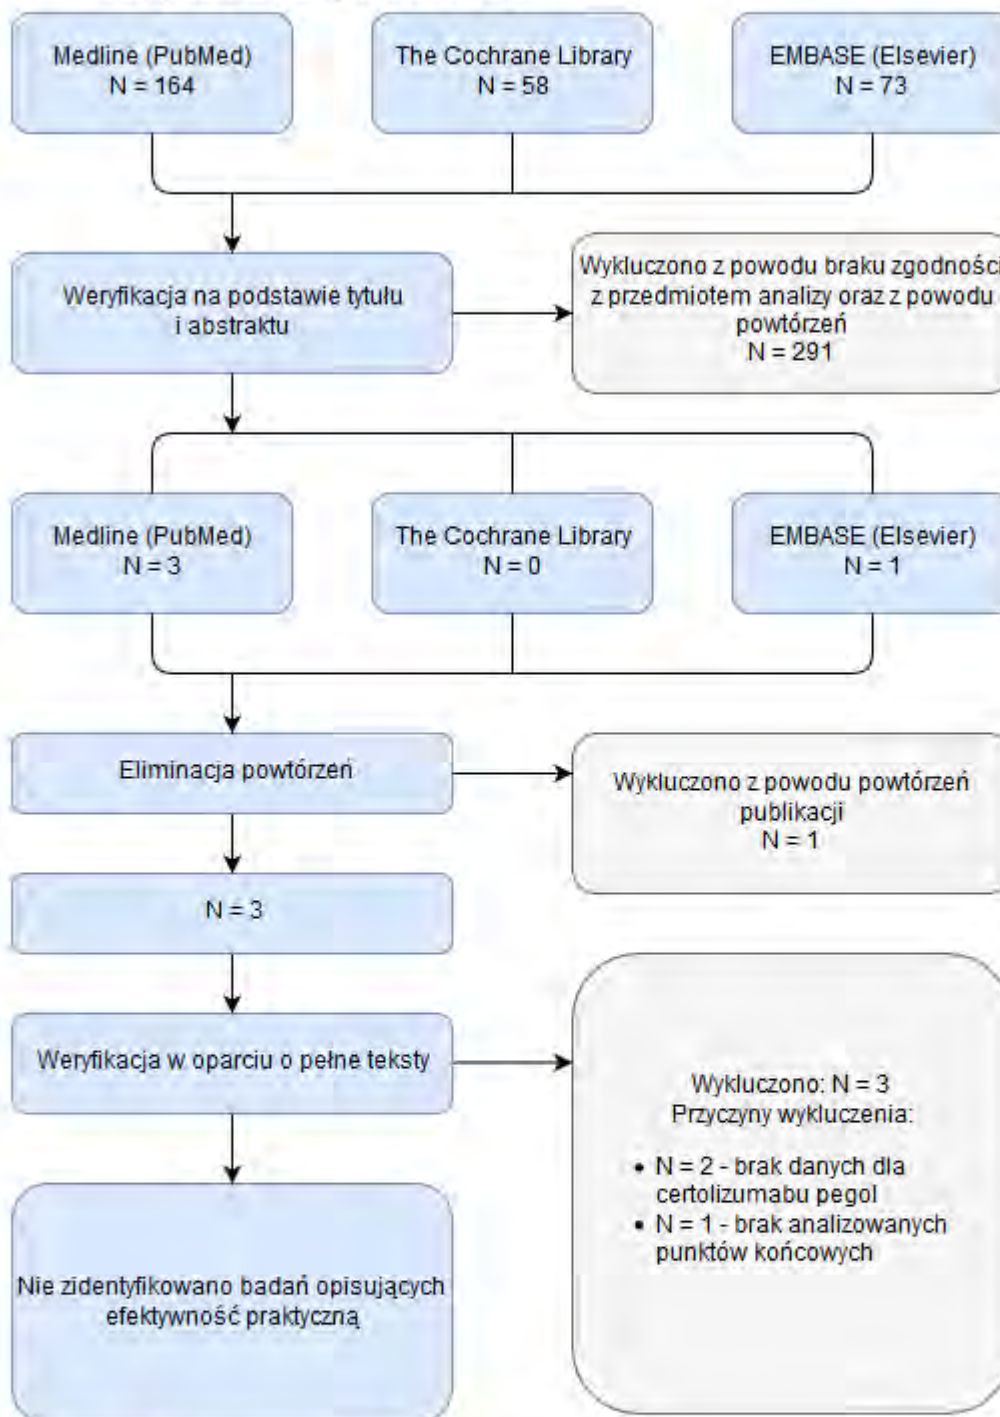 Medline (PubMed)
N = 164
The Cochrane Library
N = 58
EMBASE (Elsevier)
N = 73
Weryfikacja na podstawie tytułu
i abstraktu
Wykluczono z powodu braku zgodności
z przedmiotem analizy oraz z powodu
powtórzeń
N = 291
Medline (PubMed)
N = 3
The Cochrane Library
N = 0
EMBASE (Elsevier)
N = 1
Eliminacja powtórzeń
Wykluczono z powodu powtórzeń
publikacji
N = 1
N = 3
Weryfikacja w oparciu o pełne teksty
Wykluczono: N = 3
Przyczyny wykluczenia:
• N = 2 - brak danych dla
certolizumabu pegol
• N = 1 - brak analizowanych
punktów końcowych
Nie zidentyfikowano badań opisujących
efektywność praktyczną